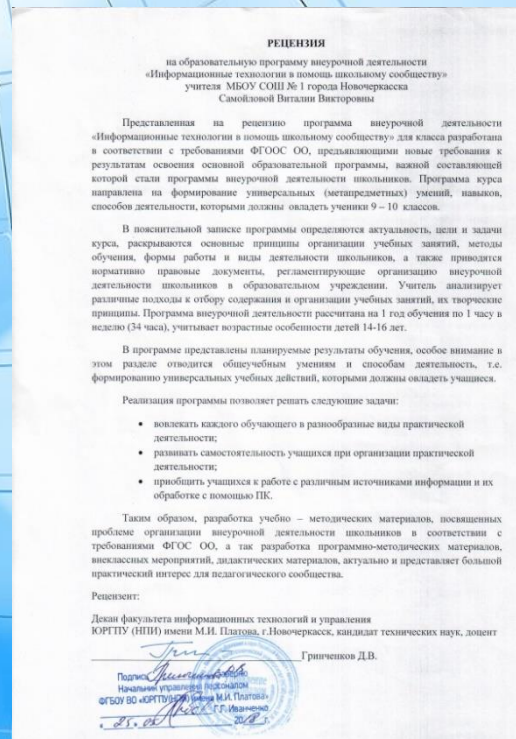 РЕЦЕНЗИЯ
на образовательную программу внеурочной деятельности
«Информационные технологии в помощь школьному сообществу»
учителя МБОУ СОШ № 1 города Новочеркасска
Самойловой Виталии Викторовны
Представленная на рецензию программа внеурочной деятельности
«Информационные технологии в помощь школьному сообществу» для класса разработана
в соответствии с требованиями ФГООС ОО, предъявляющими новые требования к
результатам освоения основной образовательной программы, важной составляющей
которой стали программы внеурочной деятельности школьников. Программа курса
направлена на формирование универсальных (метапредметных) умений, навыков,
способов деятельности, которыми должны овладеть ученики 9 – 10 классов.
В пояснительной записке программы определяются актуальность, цели и задачи
курса, раскрываются основные принципы организации учебных занятий, методы
обучения, формы работы и виды деятельности школьников, а также приводятся
нормативно правовые документы, регламентирующие организацию внеурочной
деятельности школьников в образовательном учреждении. Учитель анализирует
различные подходы к отбору содержания и организации учебных занятий, их творческие
принципы. Программа внеурочной деятельности рассчитана на 1 год обучения по 1 часу в
неделю (34 часа), учитывает возрастные особенности детей 14-16 лет.
В программе представлены планируемые результаты обучения, особое внимание в
этом разделе отводится общеучебным умениям и способам деятельность, т.е.
формированию универсальных учебных действий, которыми должны овладеть учащиеся.
Реализация программы позволяет решать следующие задачи:
• вовлекать каждого обучающего в разнообразные виды практической
деятельности;
• развивать самостоятельность учащихся при организации практической
деятельности;
• приобщить учащихся к работе с различным источниками информации и их
обработке с помощью ПК.
Таким образом, разработка учебно – методических материалов, посвященных
проблеме организации внеурочной деятельности школьников в соответствии с
требованиями ФГОС ОО, а так разработка программно-методических материалов,
внеклассных мероприятий, дидактических материалов, актуально и представляет большой
практический интерес для педагогического сообщества.
Рецензент:
Декан факультета информационных технологий и управления
ЮРГПУ (НПИ) имени М.И. Платова, г.Новочеркасск, кандидат технических наук, доцент
Гринченков Д.В.
Подпись заверяю
Начальник управления персоналом
ФГБОУ ВО «ЮРГПУ(НПИ) имени М.И. Платова»
Г.Г. Иванченко
25. 05 2018 г.